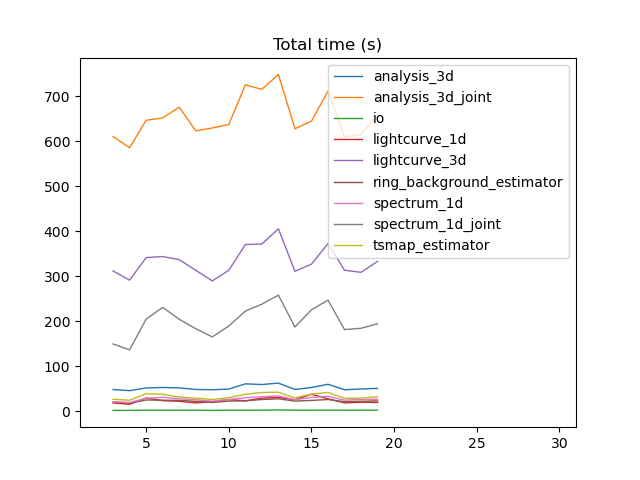 Total time (s)
analysis_3d
analysis_3d_joint
io
lightcurve_1d
lightcurve_3d
ring_background_estimator
spectrum_1d
spectrum_1d_joint
tsmap_estimator
700
600
500
400
300
200
100
0
5 10 15 20 25 30